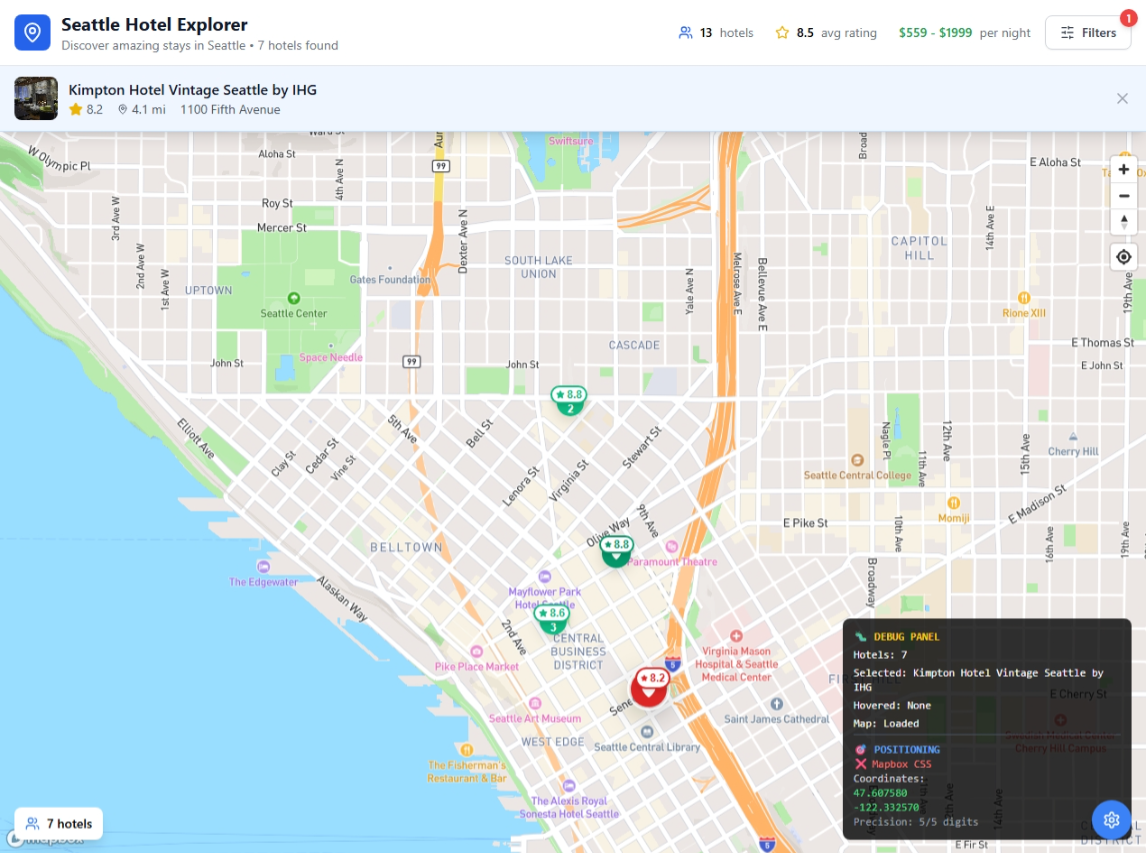 Seattle Hotel Explorer
Discover amazing stays in Seattle • 7 hotels found
13 hotels
8.5 avg rating
$559 - $1999 per night
Filters
1
Kimpton Hotel Vintage Seattle by IHG
8.2
4.1 mi
1100 Fifth Avenue
Swiftsure
W Olympic Pl
Aloha St
4th Ave N
99
Broad
E Aloha St
3rd Ave W
Roy St
Mercer St
Dexter Ave N
14th Ave E
2nd Ave W
1st Ave W
UPTOWN
Gates Foundation
SOUTH LAKE
UNION
Yale Ave N
Melrose Ave E
Bellevue Ave E
CAPITOL
HILL
19th Ave
Seattle Center
Rione XIII
Space Needle
John St
99
John St
CASCADE
E Thomas St
E John St
8.8
2
Elliott Ave
5th Ave
Bell St
Stewart St
Clay St
Cedar St
Vine St
Lenora St
Virginia St
Nagle Pl
11th Ave
12th Ave
15th Ave
Cherry Hill
Seattle Central College
E Madison St
Momiji
9th Ave
Olive Way
E Pike St
10th Ave
16th Ave
19th Ave
8.8
Paramount Theatre
BELLTOWN
The Edgewater
Alaskan Way
Mayflower Park
Hotel Seattle
Broadway
8.6
3
2nd Ave
CENTRAL
BUSINESS
DISTRICT
Pike Place Market
5
Virginia Mason
Hospital & Seattle
Medical Center
8.2
Sene
Seattle Art Museum
Saint James Cathedral
WEST EDGE
Seattle Central Library
The Fisherman's
Restaurant & Bar
The Alexis Royal
Sonesta Hotel Seattle
5
DEBUG PANEL
Hotels: 7
Selected: Kimpton Hotel Vintage Seattle by
IHG
Hovered: None
Map: Loaded
E Cherry St
Swedish Medical Center
Cherry Hill Campus
POSITIONING
Mapbox CSS
Coordinates:
47.607580
-122.332570
Precision: 5/5 digits
14th Ave
E Fir St
7 hotels